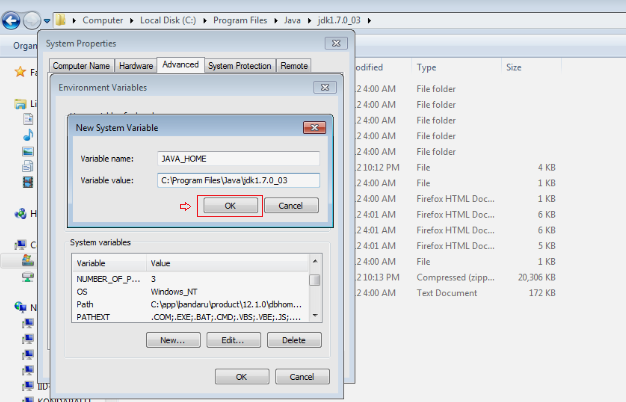 Computer Local Disk (C:) Program Files Java jdk1.7.0_03
Organ
System Properties
Computer Name Hardware Advanced System Protection Remote
Environment Variables
New System Variable
Variable name: JAVA_HOME
Variable value: C:\Program Files\Java\jdk1.7.0_03
OK Cancel
System variables
Variable Value
NUMBER_OF_P... 3
OS Windows_NT
Path C:\app\bandaru\product\12.1.0\dbhom...
PATHEXT .COM;.EXE;.BAT;.CMD;.VBS;.VBE;.JS;....
New... Edit... Delete
OK Cancel
odified Type Size
2 4:00 AM File folder
2 4:00 AM File folder
2 4:00 AM File folder
2 4:00 AM File folder
2 4:00 AM File folder
2 10:12 PM File 4 KB
2 4:00 AM File 1 KB
2 4:00 AM Firefox HTML Doc... 1 KB
2 4:01 AM Firefox HTML Doc... 6 KB
2 4:01 AM Firefox HTML Doc... 6 KB
2 4:01 AM Firefox HTML Doc... 5 KB
2 4:00 AM File 1 KB
2 10:13 PM Compressed (zipp... 20,306 KB
2 4:00 AM Text Document 172 KB
Fa
Li
H
C
N